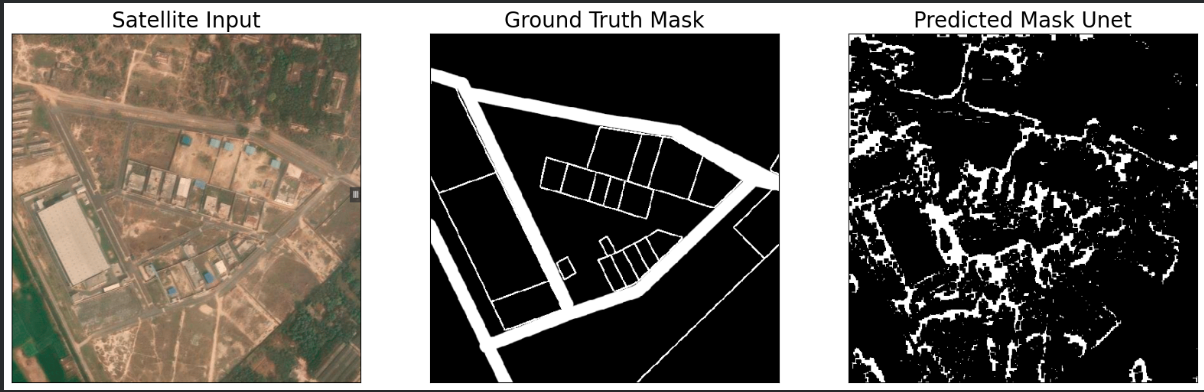 Satellite Input
Ground Truth Mask
Predicted Mask Unet